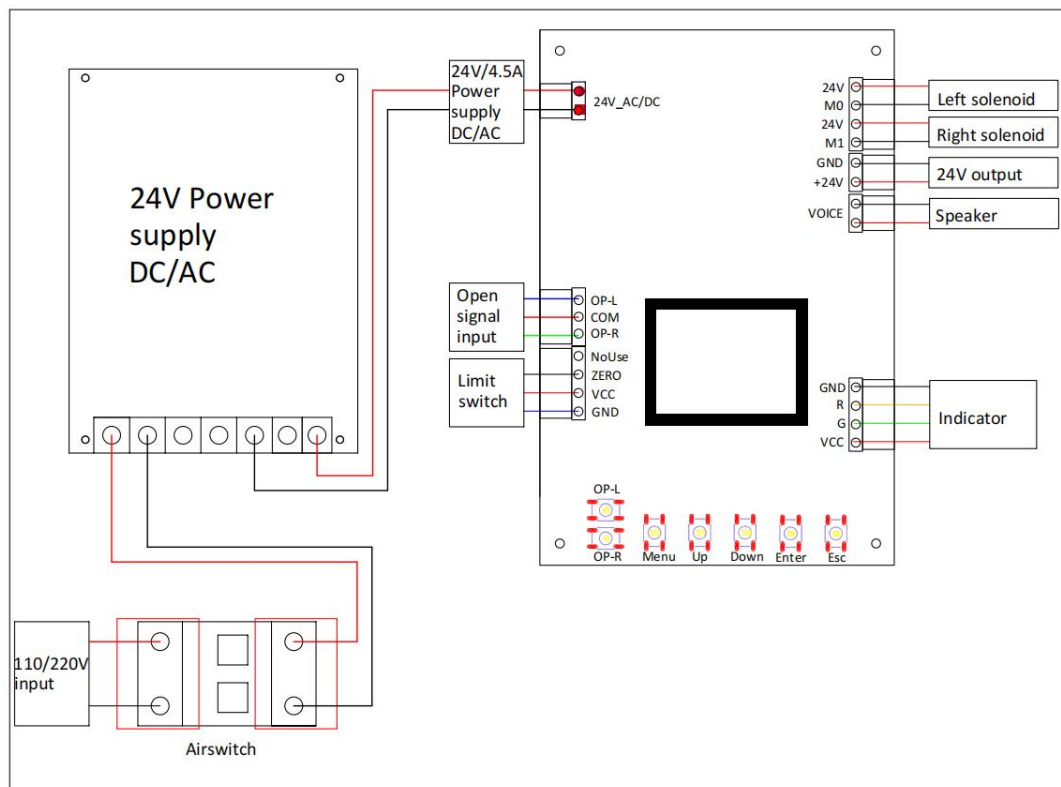 24V Power
supply
DC/AC
24V/4.5A
Power
supply
DC/AC
24V_AC/DC
24V
M0
24V
M1
GND
+24V
VOICE
Left solenoid
Right solenoid
24V output
Speaker
Open
signal
input
OP-L
COM
OP-R
Limit
switch
NoUse
ZERO
VCC
GND
GND
R
G
VCC
Indicator
OP-L
OP-R
Menu
Up
Down
Enter
Esc
110/220V
input
Airswitch